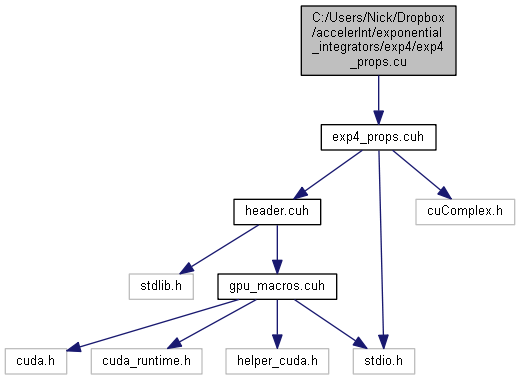 C:/Users/Nick/Dropbox
/accelerInt/exponential
_integrators/exp4/exp4
_props.cu
exp4_props.cuh
header.cuh
cuComplex.h
stdlib.h
gpu_macros.cuh
cuda.h
cuda_runtime.h
helper_cuda.h
stdio.h